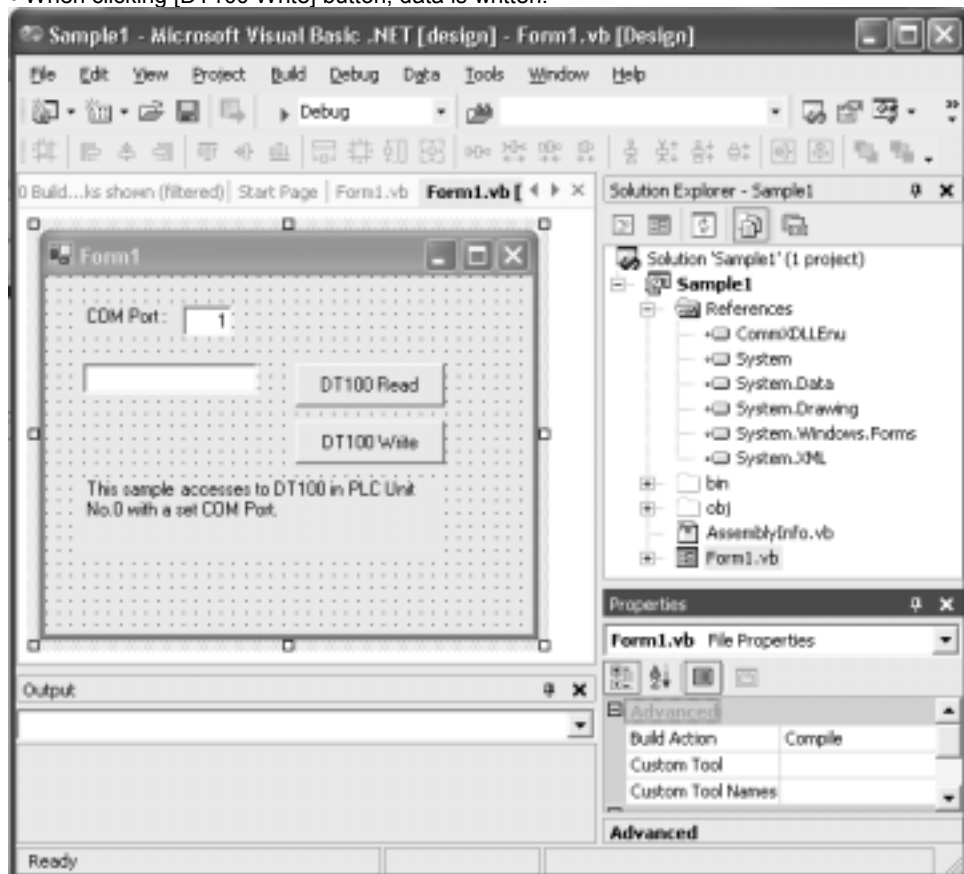 • When clicking [DT100 Write] button, data is written.
Sample1 - Microsoft Visual Basic .NET [design] - Form1.vb [Design]
File Edit View Project Build Debug Data Tools Window Help
Debug
0 Build...ks shown (filtered) Start Page Form1.vb Form1.vb [
Solution Explorer - Sample1
Form1
COM Port : 1
DT100 Read
DT100 Write
This sample accesses to DT100 in PLC Unit
No.0 with a set COM Port.
Solution 'Sample1' (1 project)
Sample1
References
CommXDLLEnu
System
System.Data
System.Drawing
System.Windows.Forms
System.XML
bin
obj
AssemblyInfo.vb
Form1.vb
Properties
Form1.vb File Properties
Advanced
Build Action Compile
Custom Tool
Custom Tool Names
Advanced
Output
Ready